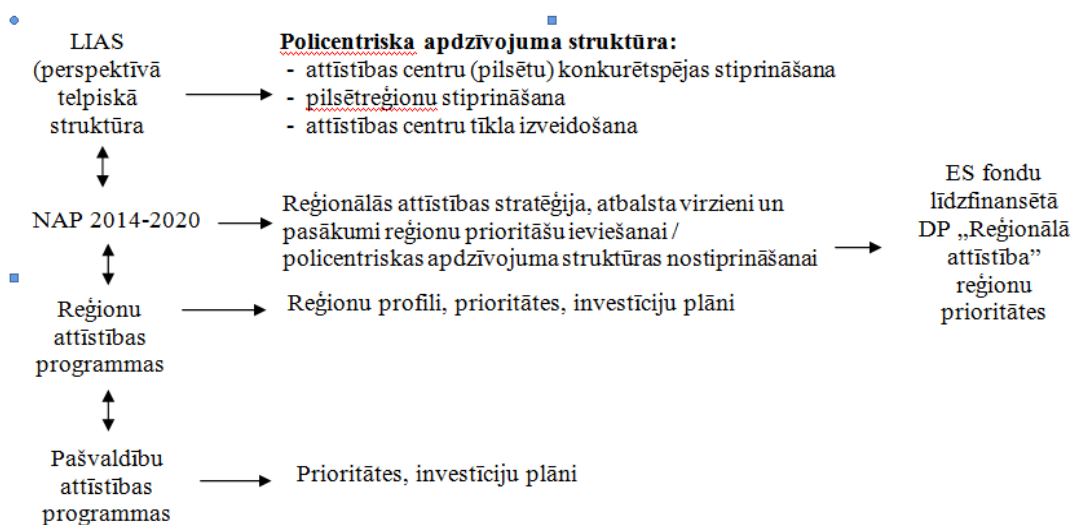 LIAS
(perspektīvā
telpiskā
struktūra
Policentriska apdzīvojuma struktūra:
- attīstības centru (pilsētu) konkurētspējas stiprināšana
- pilsētreģionu stiprināšana
- attīstības centru tīkla izveidošana
NAP 2014-2020
Reģionālās attīstības stratēģija, atbalsta virzieni un
pasākumi reģionu prioritāšu ieviešanai /
policentriskas apdzīvojuma struktūras nostiprināšanai
ES fondu
līdzfinansētā
DP „Reģionālā
attīstība”
reģionu
prioritātes
Reģionu
attīstības
programmas
Reģionu profili, prioritātes, investīciju plāni
Pašvaldību
attīstības
programmas
Prioritātes, investīciju plāni